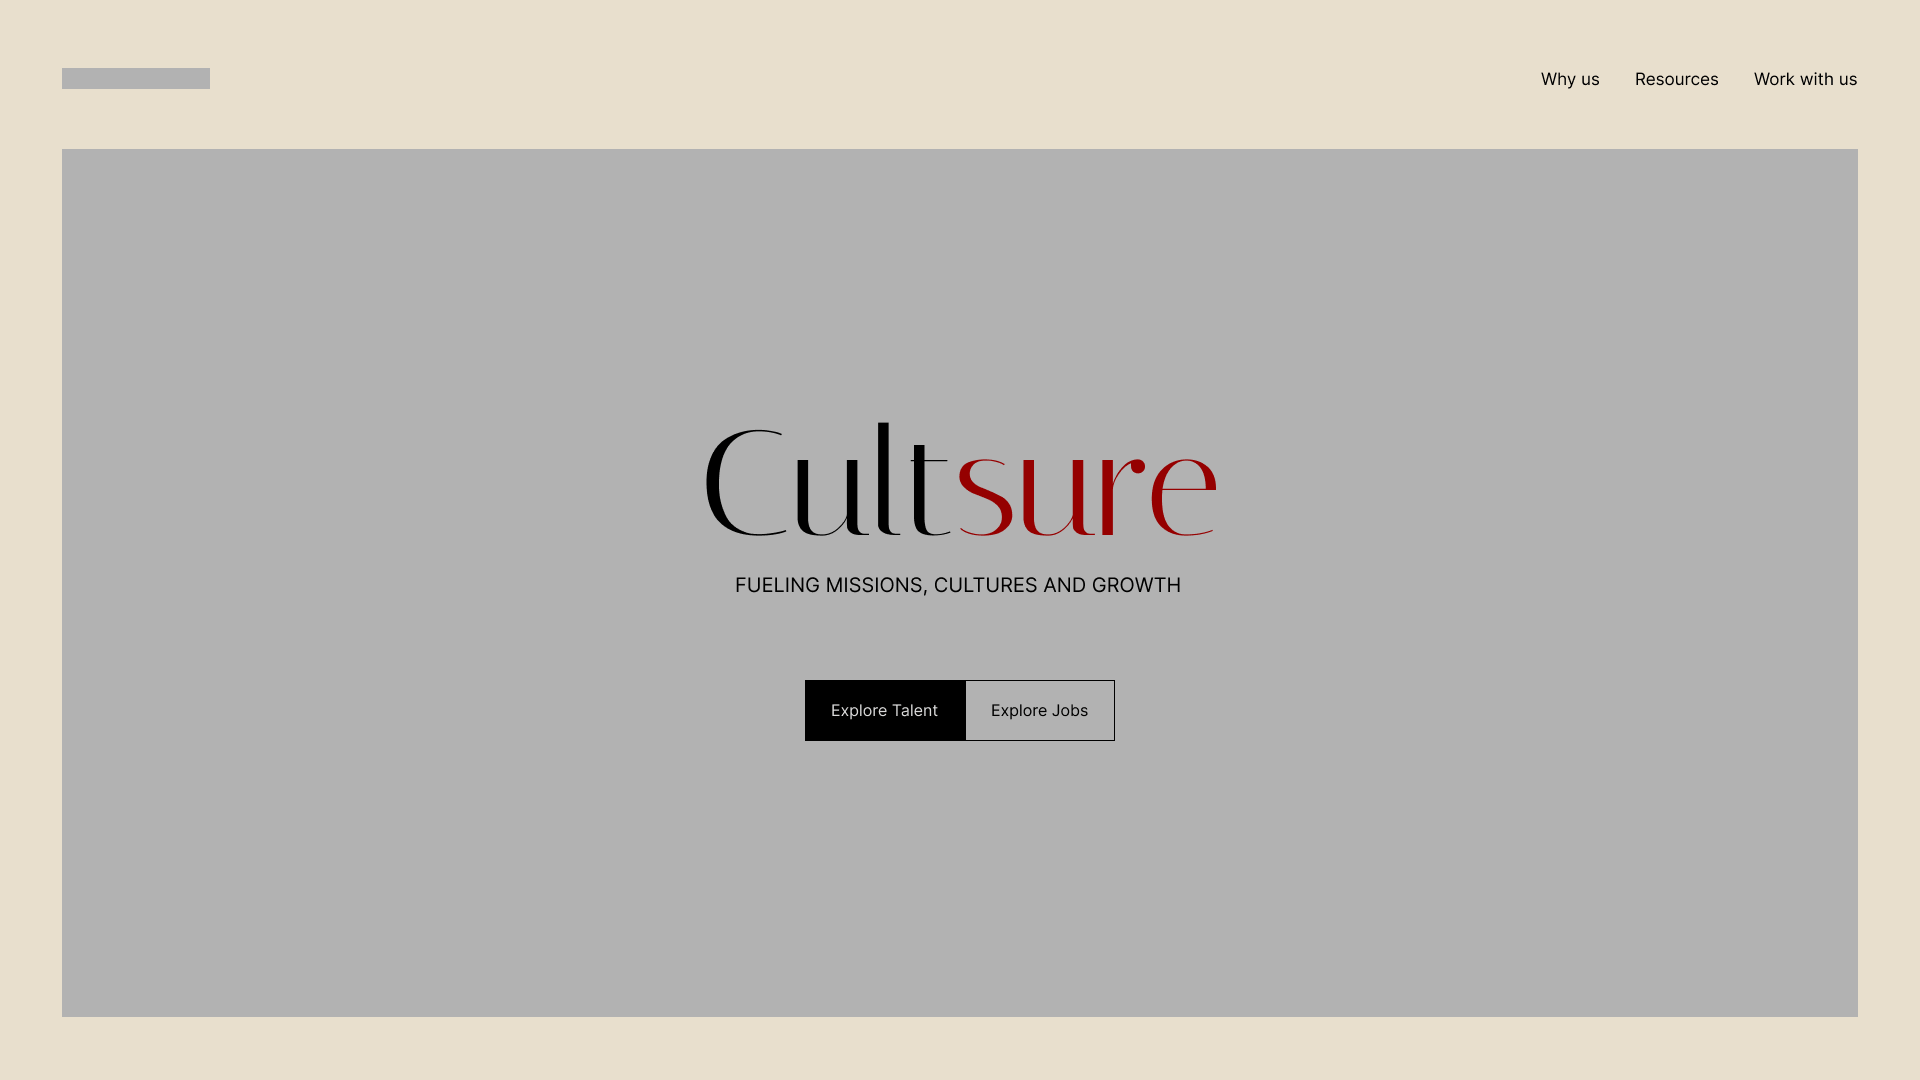 Why us Resources Work with us
Cultsure
FUELING MISSIONS, CULTURES AND GROWTH
Explore Talent Explore Jobs